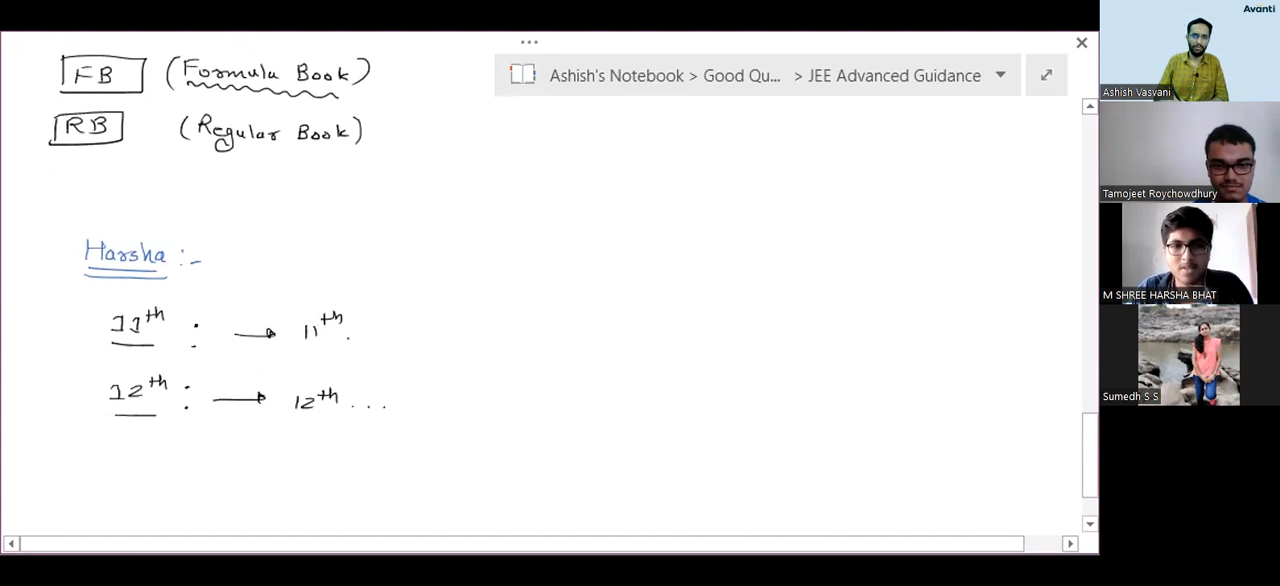 Avanti
FB (Formula Book)
RB (Regular Book)
Ashish's Notebook > Good Qu... > JEE Advanced Guidance
Ashish Vasvani
Tamojeet Roychowdhury
M SHREE HARSHA BHAT
Sumedh S S
Harsha :-
11th : → 11th.
12th : → 12th ...